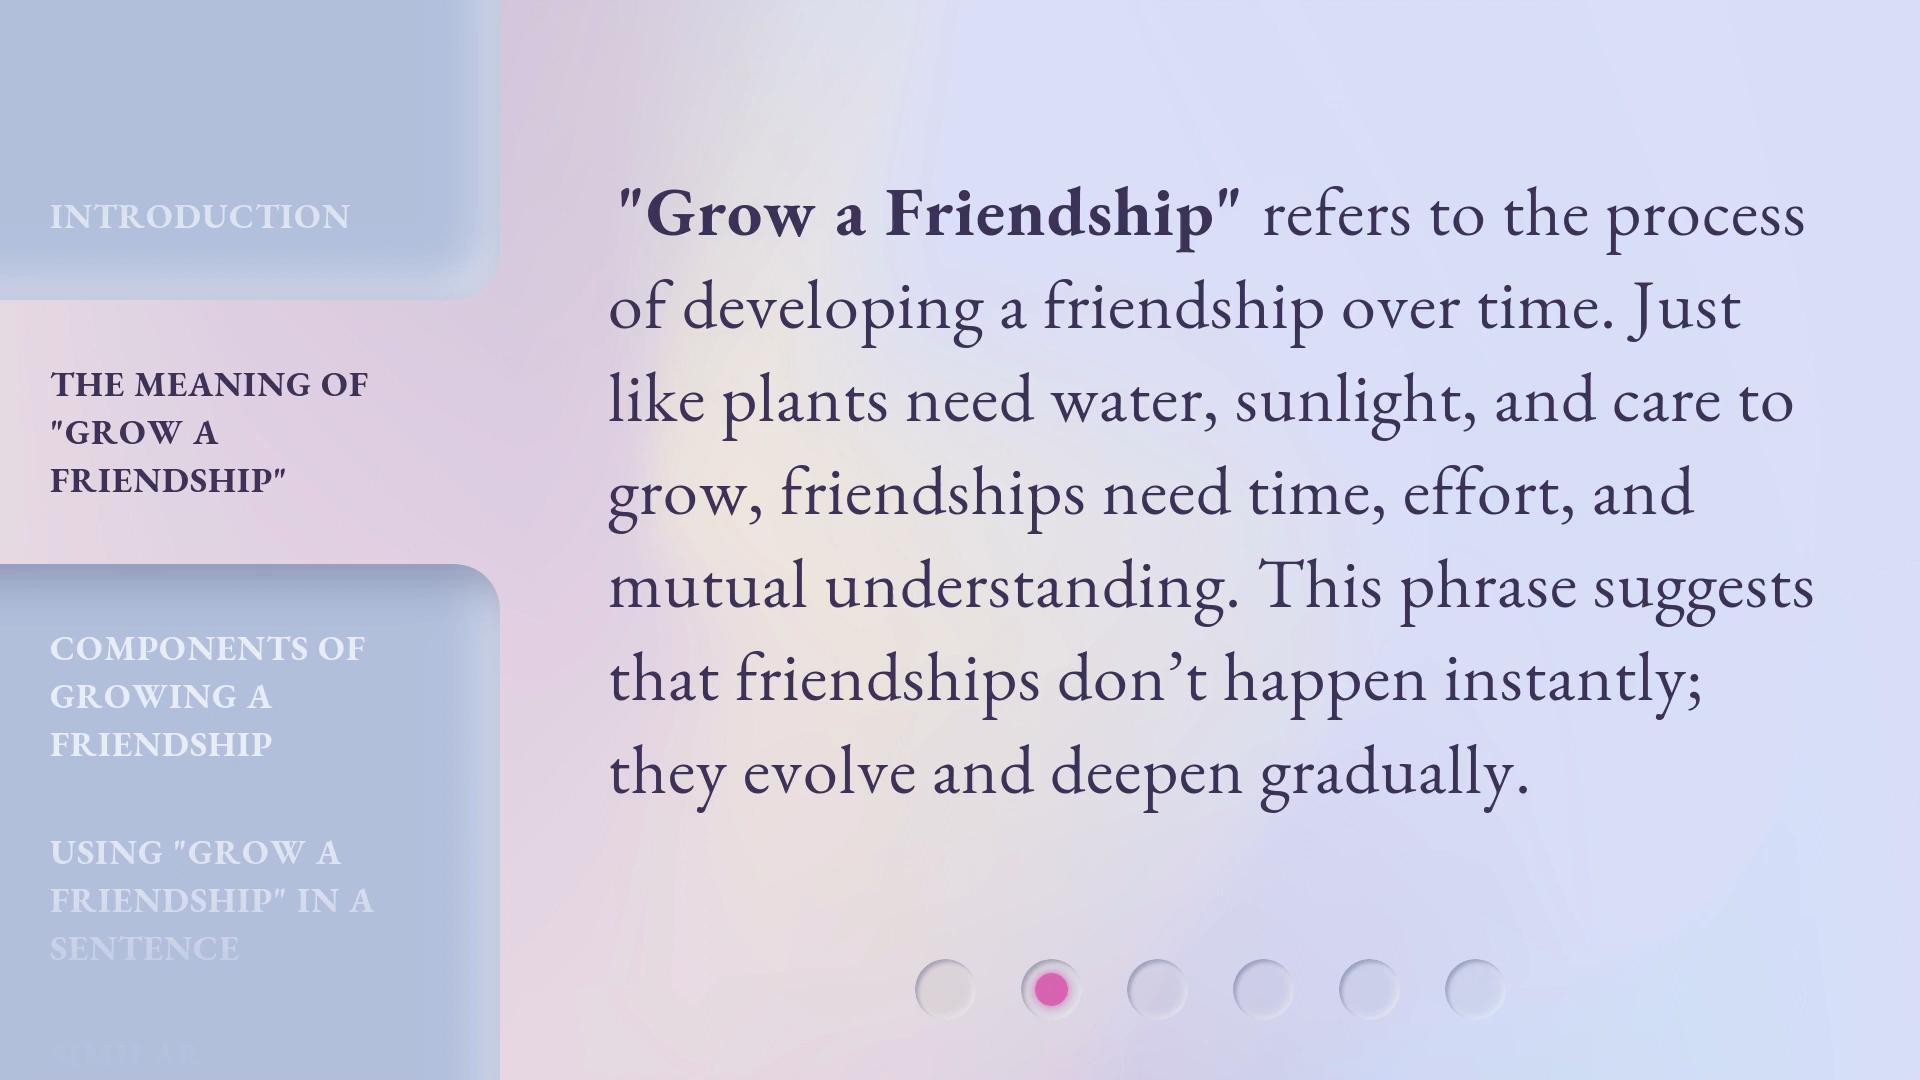 INTRODUCTION
THE MEANING OF
"GROW A
FRIENDSHIP"
COMPONENTS OF
GROWING A
FRIENDSHIP
USING "GROW A
FRIENDSHIP" IN A
SENTENCE
SIMILAR
"Grow a Friendship" refers to the process
of developing a friendship over time. Just
like plants need water, sunlight, and care to
grow, friendships need time, effort, and
mutual understanding. This phrase suggests
that friendships don’t happen instantly;
they evolve and deepen gradually.